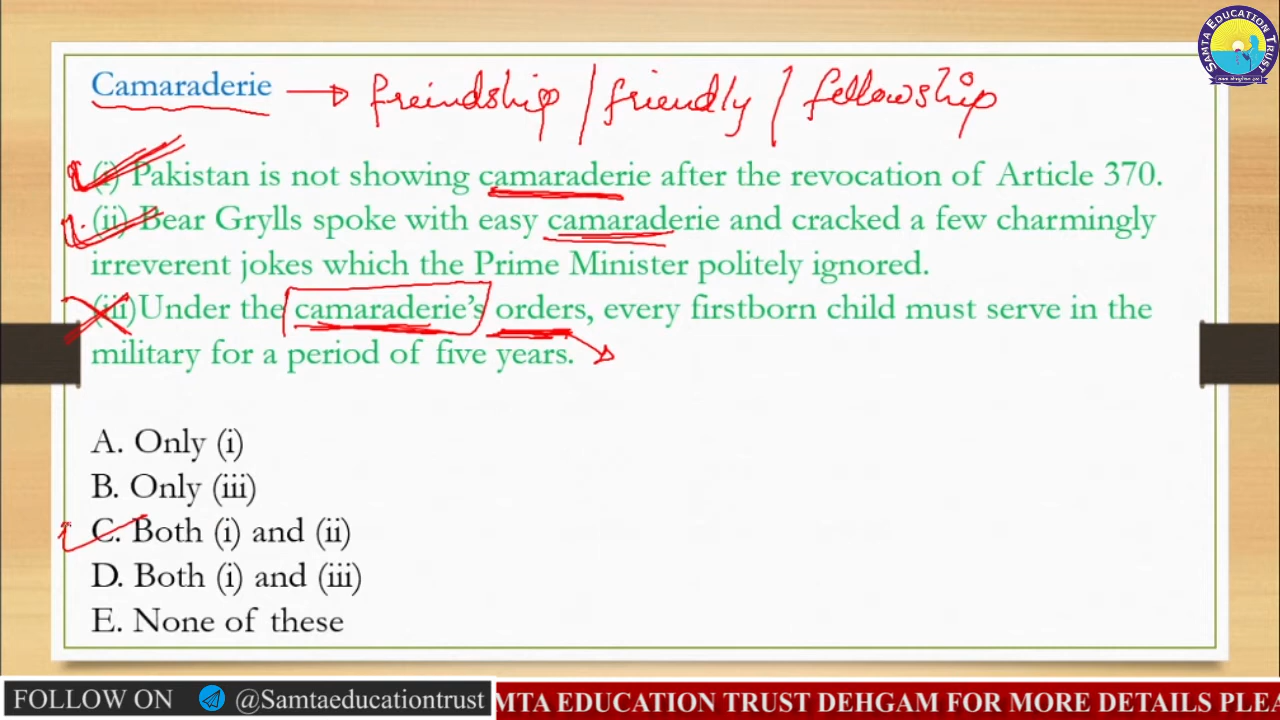 SAMTA EDUCATION TRUST
Camaraderie → freindship / friendly / fellowship
(i) Pakistan is not showing camaraderie after the revocation of Article 370.
(ii) Bear Grylls spoke with easy camaraderie and cracked a few charmingly
irreverent jokes which the Prime Minister politely ignored.
(iii)Under the camaraderie’s orders, every firstborn child must serve in the
military for a period of five years.
A. Only (i)
B. Only (iii)
C. Both (i) and (ii)
D. Both (i) and (iii)
E. None of these
FOLLOW ON @Samtaeducationtrust MTA EDUCATION TRUST DEHGAM FOR MORE DETAILS PLEA